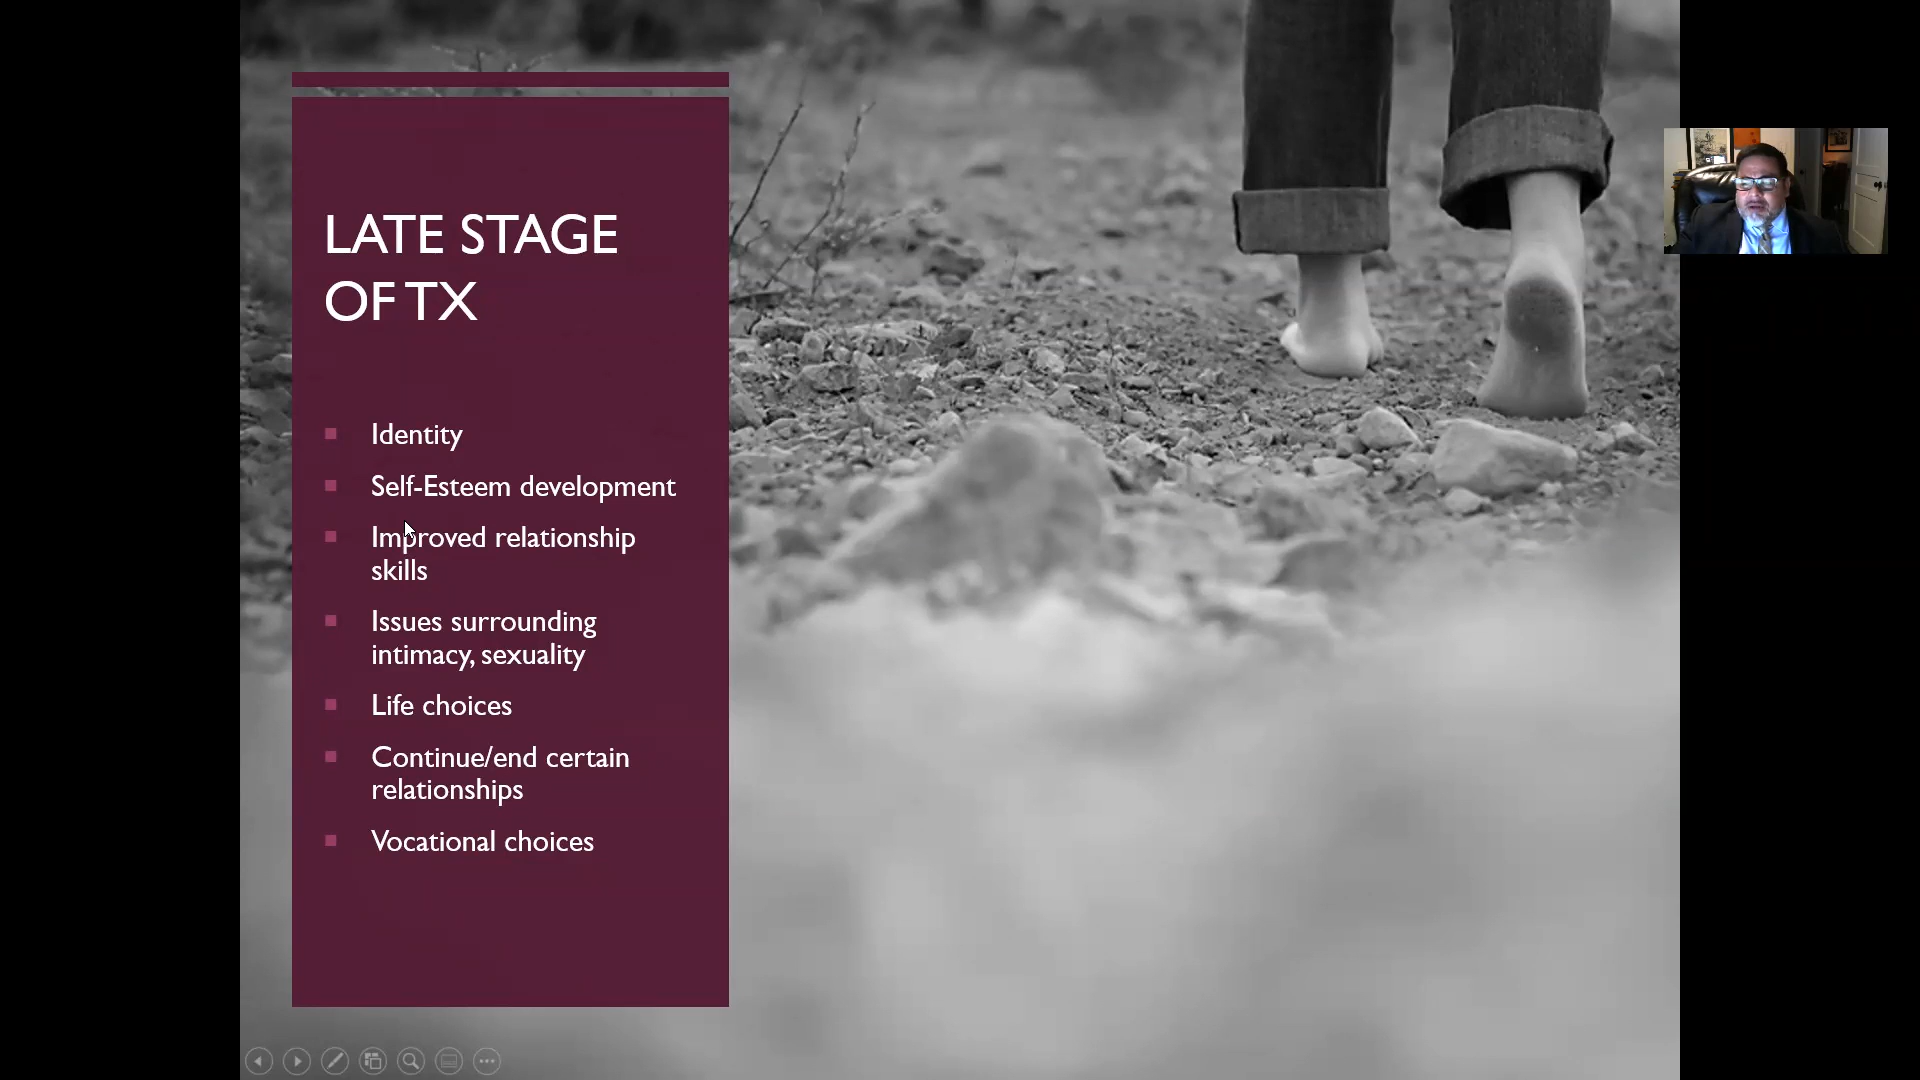 LATE STAGE
OF TX
Identity
Self-Esteem development
Improved relationship
skills
Issues surrounding
intimacy, sexuality
Life choices
Continue/end certain
relationships
Vocational choices